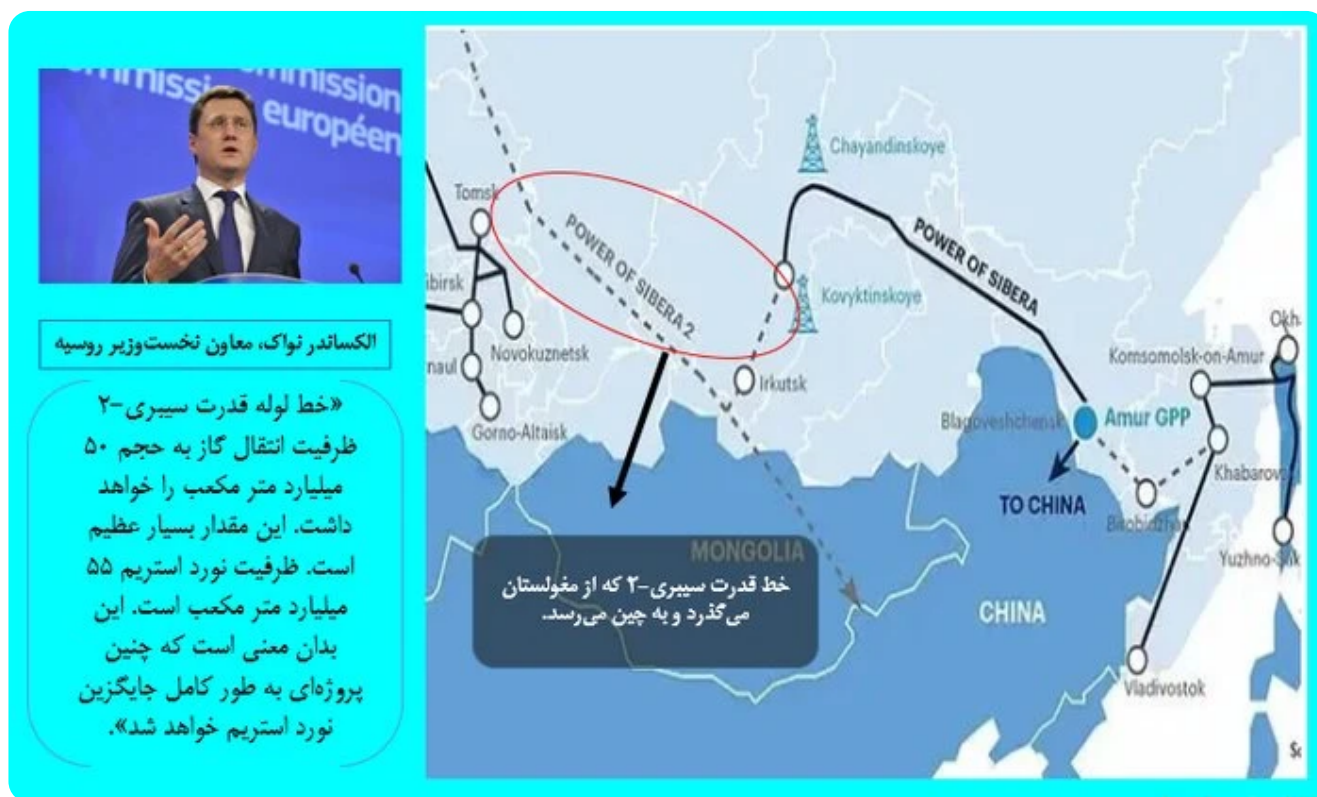 ommission
mmission
européen
الکساندر نواک، معاون نخست‌وزیر روسیه
«خط لوله قدرت سیبری-۲
ظرفیت انتقال گاز به حجم ۵۰
میلیارد متر مکعب را خواهد
داشت. این مقدار بسیار عظیم
است. ظرفیت نورد استریم ۵۵
میلیارد متر مکعب است. این
بدان معنی است که چنین
پروژه‌ای به طور کامل جایگزین
نورد استریم خواهد شد».
Chayandinskoye
Tomsk
POWER OF SIBERA 2
POWER OF SIBERA
ibirsk
Kovyktinskoye
Novokuznetsk
Okh
Komsomolsk-on-Amur
naul
Irkutsk
Gorno-Altaisk
Blagoveshchensk
Amur GPP
Khabarov
TO CHINA
Birobidzhan
MONGOLIA
Yuzhno-Sak
خط قدرت سیبری-۲ که از مغولستان
می‌گذرد و به چین می‌رسد.
CHINA
Vladivostok